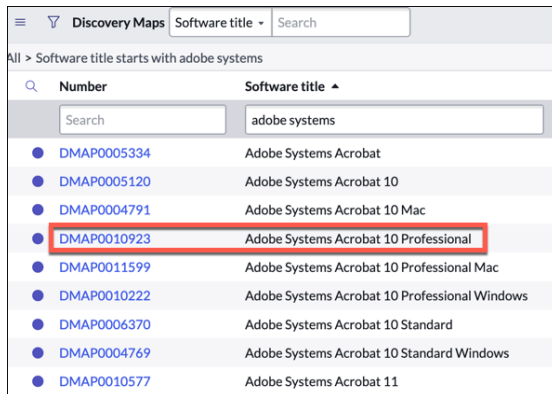 Discovery Maps Software title Search
All > Software title starts with adobe systems
Number Software title
Search adobe systems
DMAP0005334 Adobe Systems Acrobat
DMAP0005120 Adobe Systems Acrobat 10
DMAP0004791 Adobe Systems Acrobat 10 Mac
DMAP0010923 Adobe Systems Acrobat 10 Professional
DMAP0011599 Adobe Systems Acrobat 10 Professional Mac
DMAP0010222 Adobe Systems Acrobat 10 Professional Windows
DMAP0006370 Adobe Systems Acrobat 10 Standard
DMAP0004769 Adobe Systems Acrobat 10 Standard Windows
DMAP0010577 Adobe Systems Acrobat 11